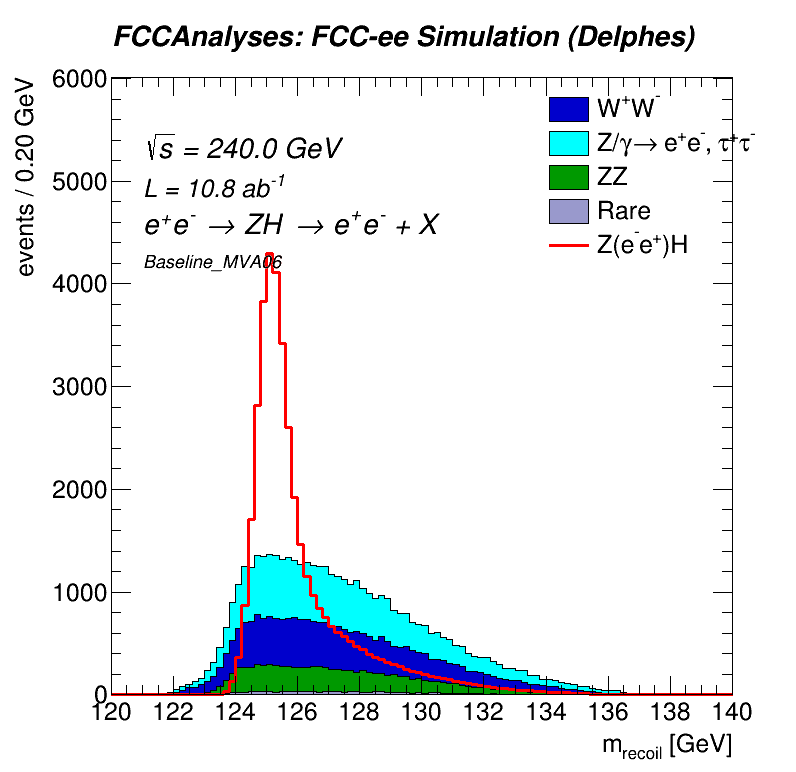 FCCAnalyses: FCC-ee Simulation (Delphes)
events / 0.20 GeV
6000
5000
4000
3000
2000
1000
0
√s = 240.0 GeV
L = 10.8 ab⁻¹
e⁺e⁻ → ZH → e⁺e⁻ + X
Baseline_MVA06
W⁺W⁻
Z/γ→ e⁺e⁻, τ⁺τ⁻
ZZ
Rare
Z(e⁻e⁺)H
120 122 124 126 128 130 132 134 136 138 140
m_recoil [GeV]